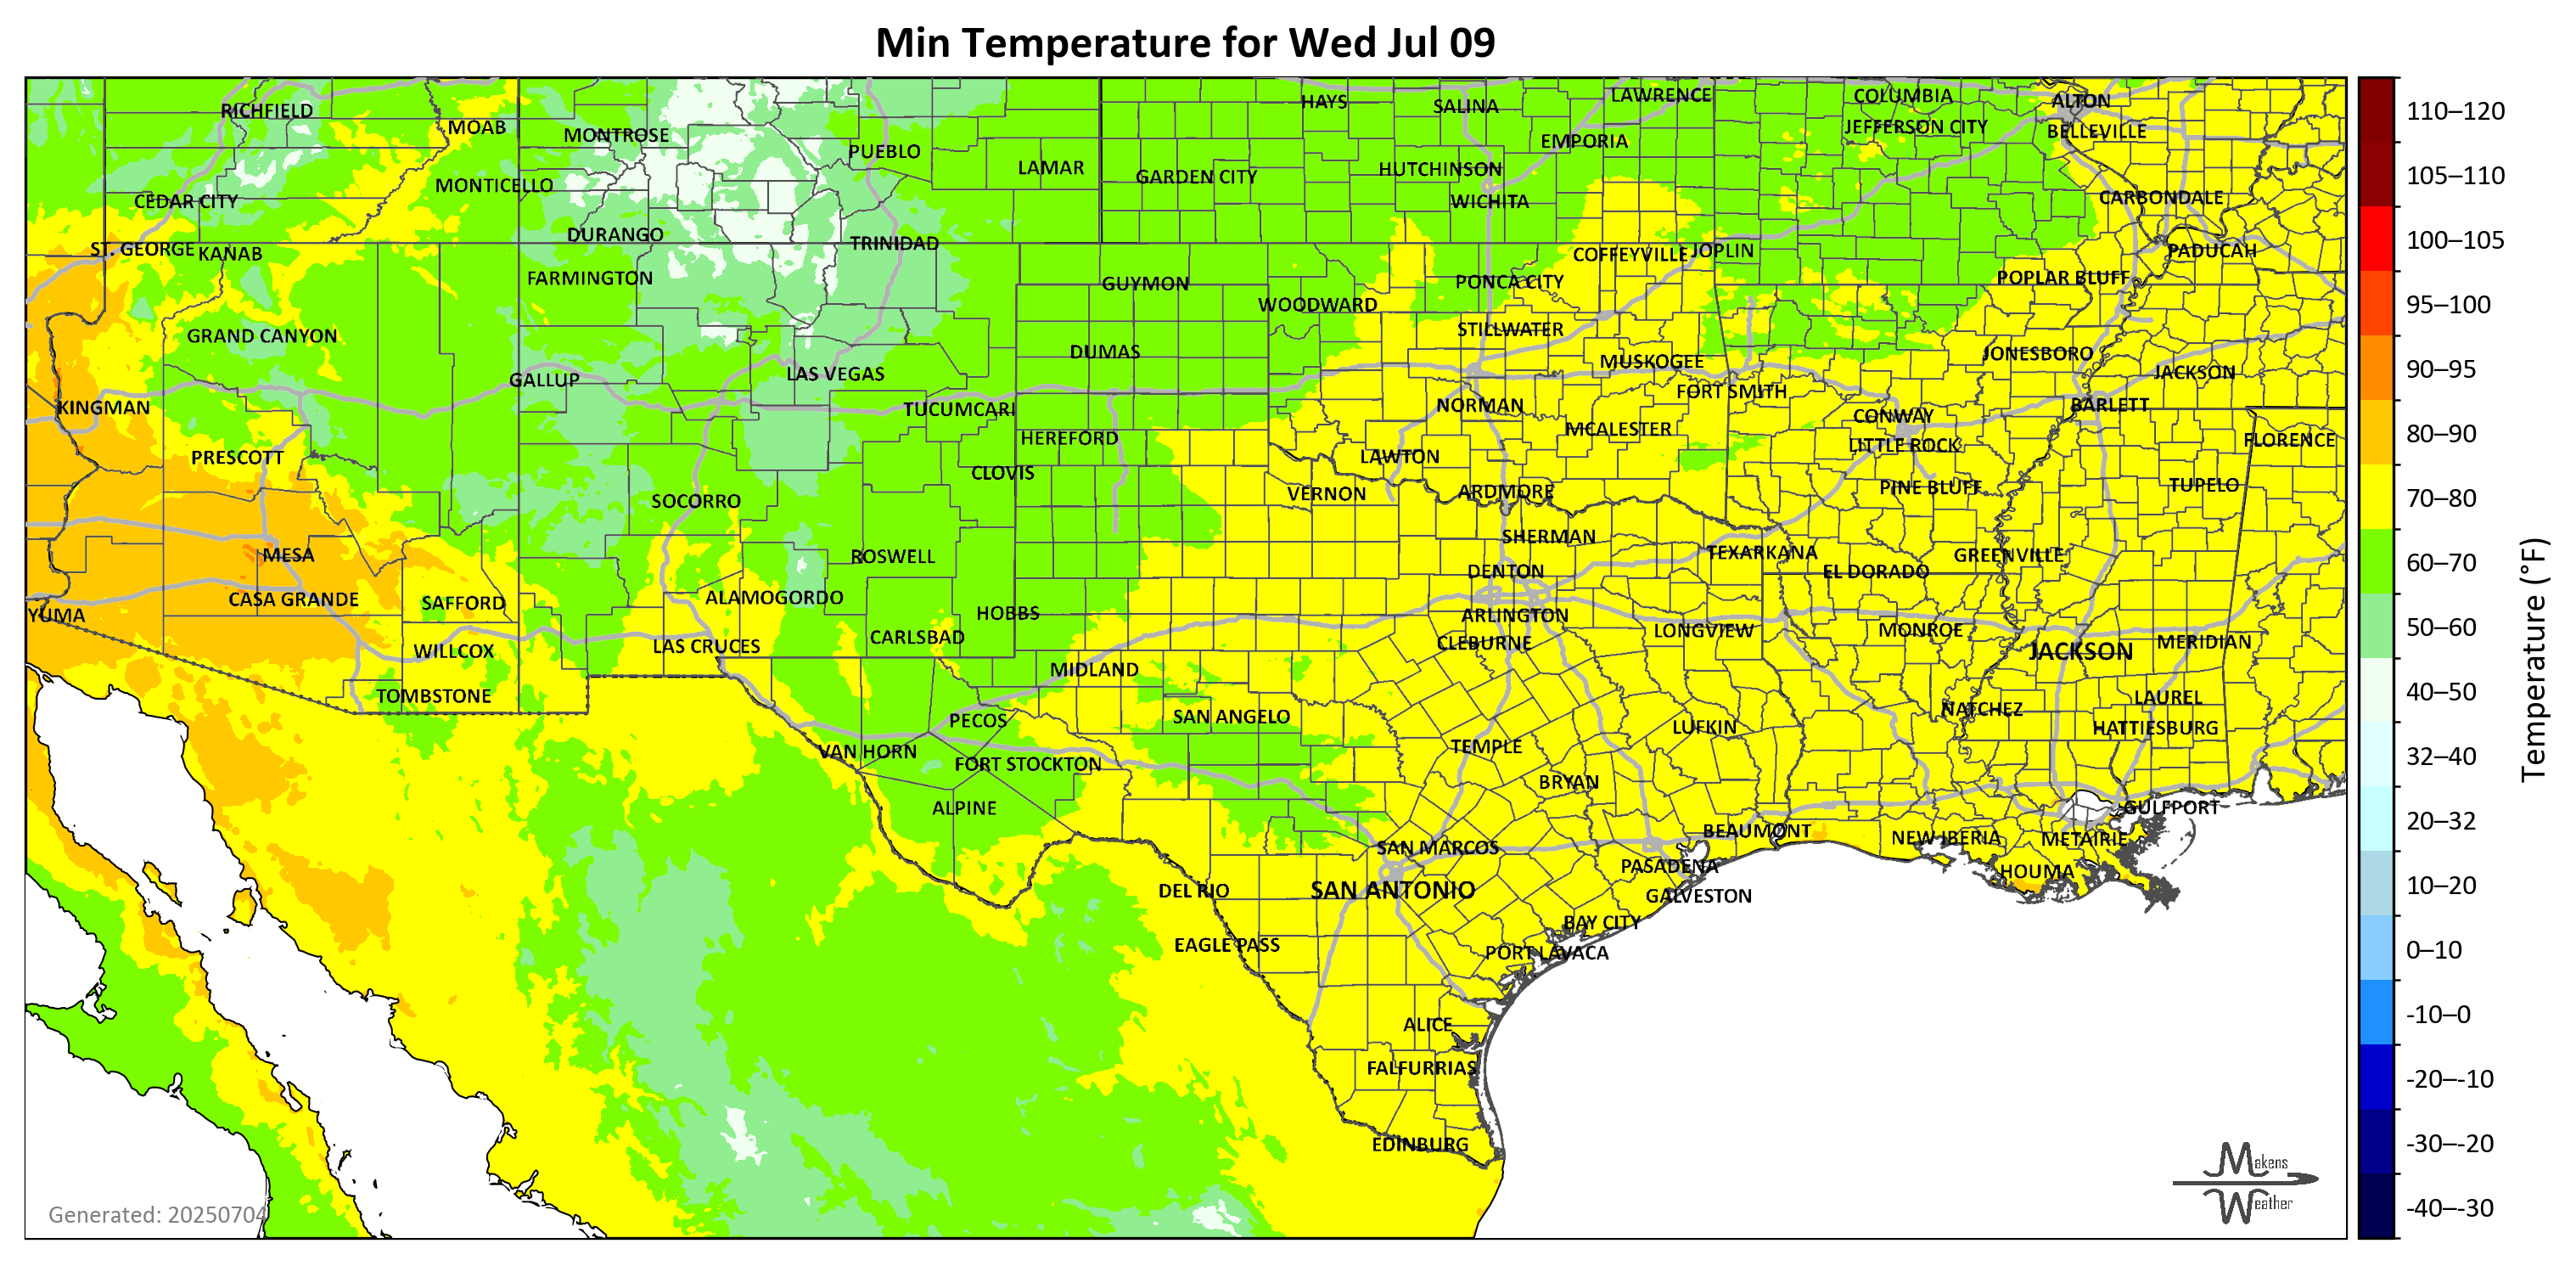 Min Temperature for Wed Jul 09
RICHFIELD
MOAB
MONTROSE
PUEBLO
LAMAR
HAYS
SALINA
LAWRENCE
EMPORIA
COLUMBIA
JEFFERSON CITY
ALTON
BELLEVILLE
MONTICELLO
CEDAR CITY
GARDEN CITY
HUTCHINSON
WICHITA
CARBONDALE
DURANGO
TRINIDAD
ST. GEORGE
KANAB
FARMINGTON
GUYMON
WOODWARD
PONCA CITY
COFFEYVILLE
JOPLIN
POPLAR BLUFF
PADUCAH
GRAND CANYON
DUMAS
STILLWATER
MUSKOGEE
JONESBORO
JACKSON
GALLUP
LAS VEGAS
FORT SMITH
KINGMAN
TUCUMCARI
NORMAN
CONWAY
BARLETT
HEREFORD
MCALESTER
LITTLE ROCK
FLORENCE
PRESCOTT
CLOVIS
LAWTON
SOCORRO
VERNON
ARDMORE
PINE BLUFF
TUPELO
MESA
ROSWELL
SHERMAN
TEXARKANA
GREENVILLE
DENTON
EL DORADO
YUMA
CASA GRANDE
SAFFORD
ALAMOGORDO
HOBBS
ARLINGTON
CARLSBAD
CLEBURNE
LONGVIEW
MONROE
MERIDIAN
WILLCOX
LAS CRUCES
MIDLAND
JACKSON
TOMBSTONE
PECOS
SAN ANGELO
NATCHEZ
LAUREL
LUFKIN
HATTIESBURG
VAN HORN
FORT STOCKTON
TEMPLE
BRYAN
ALPINE
GULFPORT
BEAUMONT
NEW IBERIA
METAIRIE
SAN MARCOS
PASADENA
HOUMA
DEL RIO
SAN ANTONIO
GALVESTON
BAY CITY
EAGLE PASS
PORT LAVACA
ALICE
FALFURRIAS
EDINBURG
Generated: 20250704
Makens
Weather
110–120
105–110
100–105
95–100
90–95
80–90
70–80
60–70
50–60
40–50
32–40
20–32
10–20
0–10
-10–0
-20–-10
-30–-20
-40–-30
Temperature (°F)